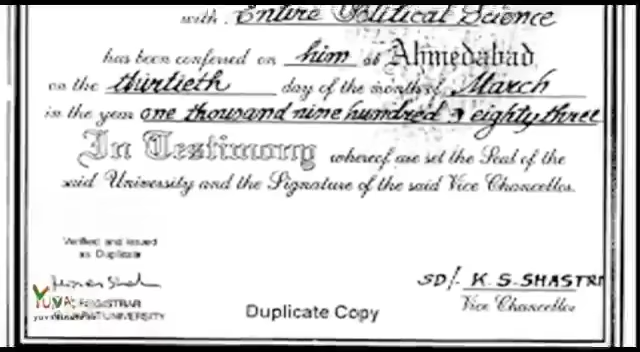 with Entire Political Science
has been conferred on him at Ahmedabad
on the thirtieth day of the month of March
in the year one thousand nine hundred & eighty three
In Testimony whereof are set the Seal of the
said University and the Signature of the said Vice Chancellor.
Verified and Issued
as Duplicate
SD/- K. S. SHASTRI
Vice Chancellor
REGISTRAR
UNIVERSITY
Duplicate Copy
YUVA